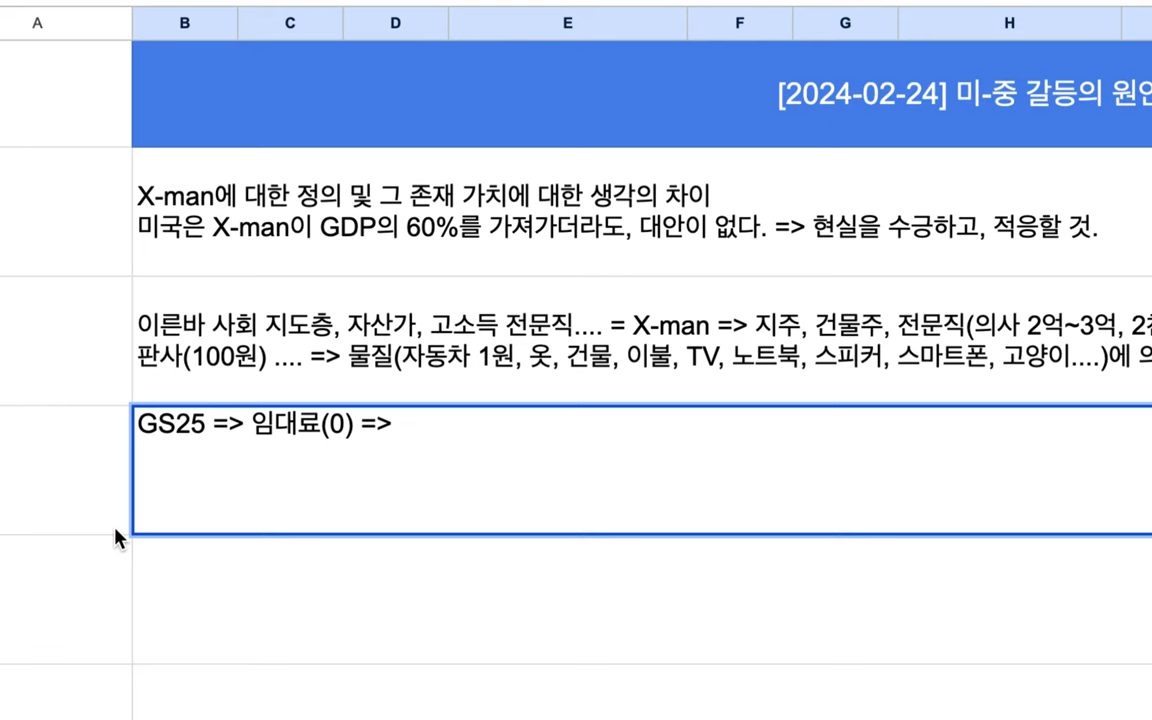 A B C D E F G H
[2024-02-24] 미-중 갈등의 원인
X-man에 대한 정의 및 그 존재 가치에 대한 생각의 차이
미국은 X-man이 GDP의 60%를 가져가더라도, 대안이 없다. => 현실을 수긍하고, 적응할 것.
이른바 사회 지도층, 자산가, 고소득 전문직.... = X-man => 지주, 건물주, 전문직(의사 2억~3억,
판사(100원) .... => 물질(자동차 1원, 옷, 건물, 이불, TV, 노트북, 스피커, 스마트폰, 고양이....)에
GS25 => 임대료(0) =>